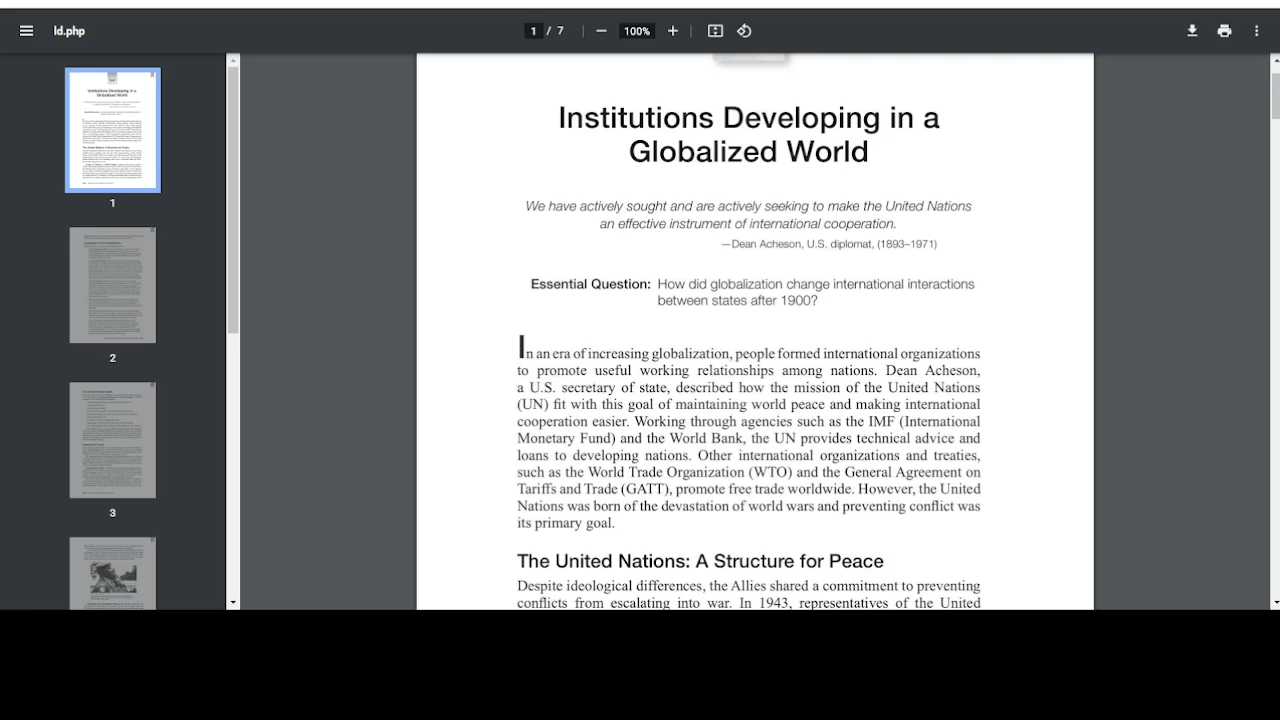 ld.php
1 / 7
100%
Institutions Developing in a
Globalized World
We have actively sought and are actively seeking to make the United Nations
an effective instrument of international cooperation.
—Dean Acheson, U.S. diplomat, (1893–1971)
Essential Question: How did globalization change international interactions
between states after 1900?
In an era of increasing globalization, people formed international organizations
to promote useful working relationships among nations. Dean Acheson,
a U.S. secretary of state, described how the mission of the United Nations
(UN) fit with this goal of maintaining world peace and making international
cooperation easier. Working through agencies such as the IMF (International
Monetary Fund) and the World Bank, the UN provides technical advice and
loans to developing nations. Other international organizations and treaties,
such as the World Trade Organization (WTO) and the General Agreement on
Tariffs and Trade (GATT), promote free trade worldwide. However, the United
Nations was born of the devastation of world wars and preventing conflict was
its primary goal.
The United Nations: A Structure for Peace
Despite ideological differences, the Allies shared a commitment to preventing
conflicts from escalating into war. In 1943, representatives of the United
Institutions Developing in a
Globalized World
1
2
3